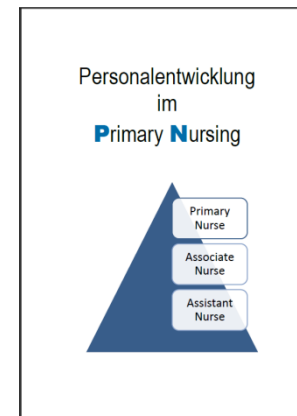 Personalentwicklung
im
Primary Nursing
Primary
Nurse
Associate
Nurse
Assistant
Nurse